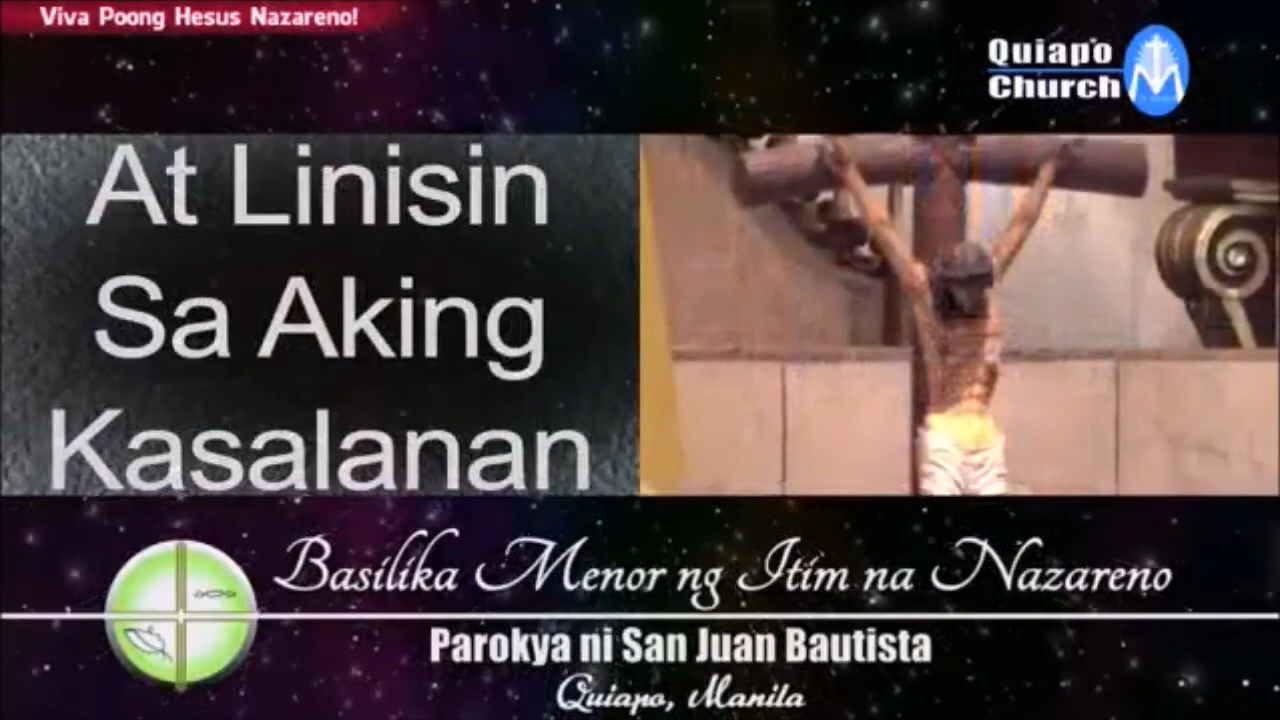 Viva Poong Hesus Nazareno!
Quiapo
Church
At Linisin
Sa Aking
Kasalanan
Basilika Menor ng Itim na Nazareno
Parokya ni San Juan Bautista
Quiapo, Manila